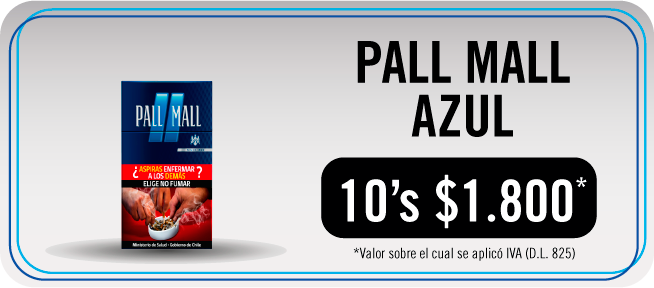 PALL MALL
AZUL
10's $1.800*
*Valor sobre el cual se aplicó IVA (D.L. 825)
PALL MALL
¿ ASPIRAS ENFERMAR
A LOS DEMÁS ?
ELIGE NO FUMAR
Ministerio de Salud - Gobierno de Chile